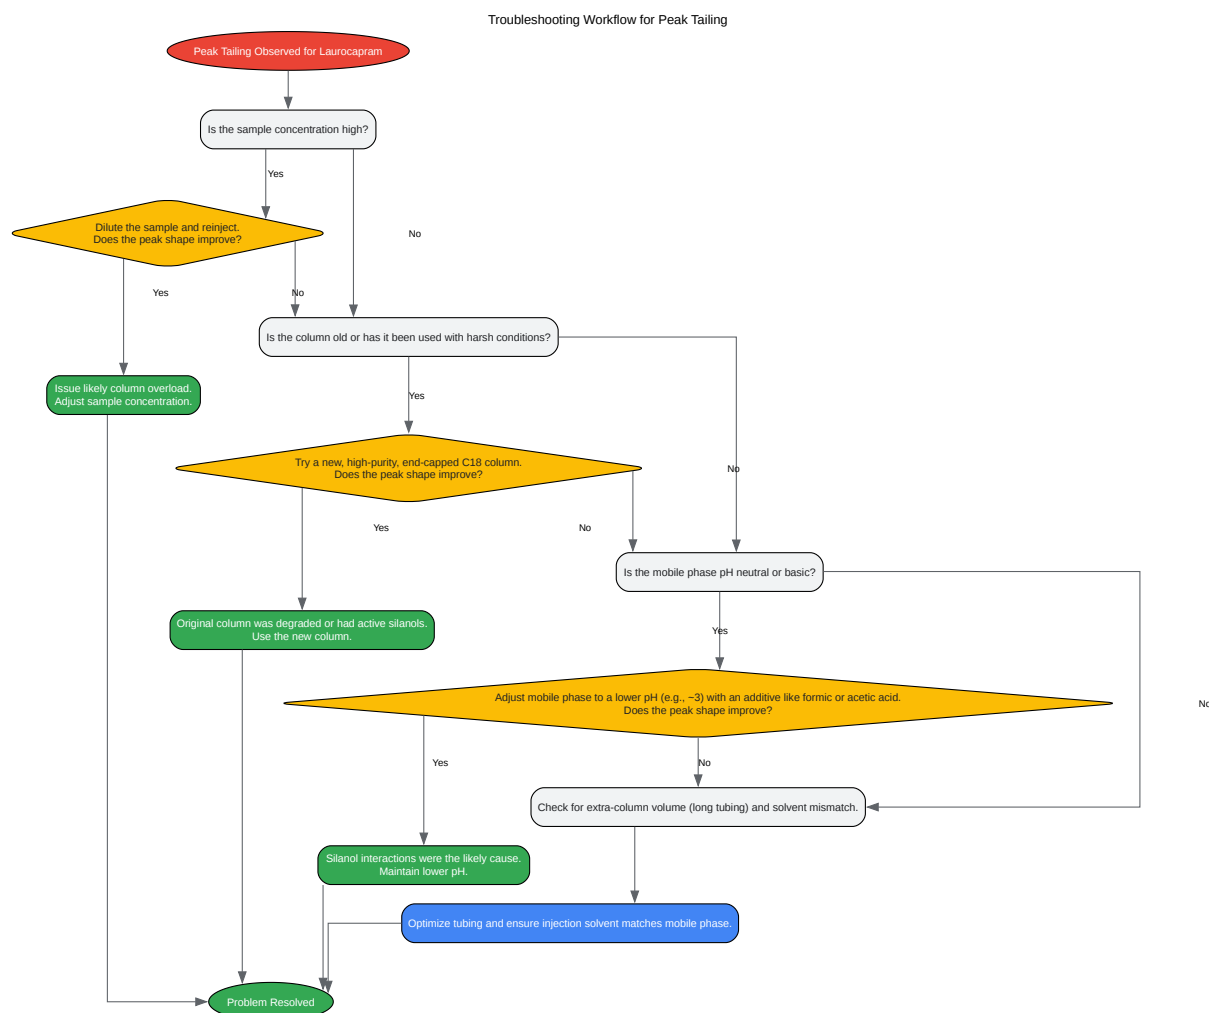 Troubleshooting Workflow for Peak Tailing
Peak Tailing Observed for Laurocapram
Is the sample concentration high?
Yes
Dilute the sample and reinject.
Does the peak shape improve?
No
Yes
No
Is the column old or has it been used with harsh conditions?
Issue likely column overload.
Adjust sample concentration.
Yes
Try a new, high-purity, end-capped C18 column.
Does the peak shape improve?
No
Yes
No
Is the mobile phase pH neutral or basic?
Original column was degraded or had active silanols.
Use the new column.
Yes
Adjust mobile phase to a lower pH (e.g., ~3) with an additive like formic or acetic acid.
Does the peak shape improve?
No
Yes
No
Check for extra-column volume (long tubing) and solvent mismatch.
Silanol interactions were the likely cause.
Maintain lower pH.
Optimize tubing and ensure injection solvent matches mobile phase.
Problem Resolved